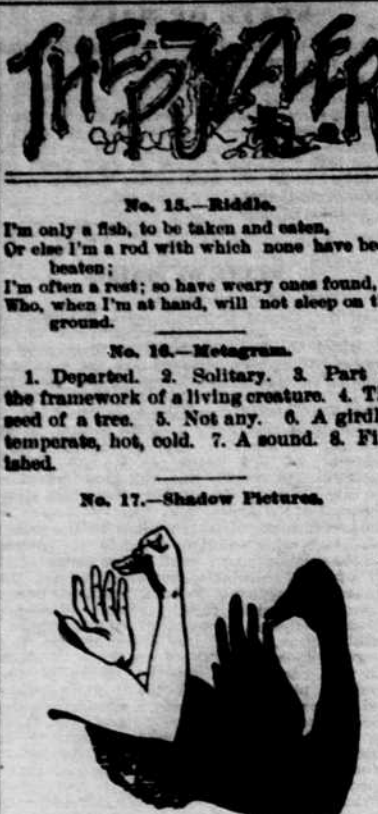 THE PUZZLER
No. 15.—Riddle.
I'm only a fish, to be taken and eaten,
Or else I'm a rod with which none have be
beaten;
I'm often a rest; so have weary ones found,
Who, when I'm at hand, will not sleep on t
ground.
No. 16.—Metagram.
1. Departed. 2. Solitary. 3. Part
the framework of a living creature. 4. T
seed of a tree. 5. Not any. 6. A girdl
temperate, hot, cold. 7. A sound. 8. Fi
ished.
No. 17.—Shadow Pictures.